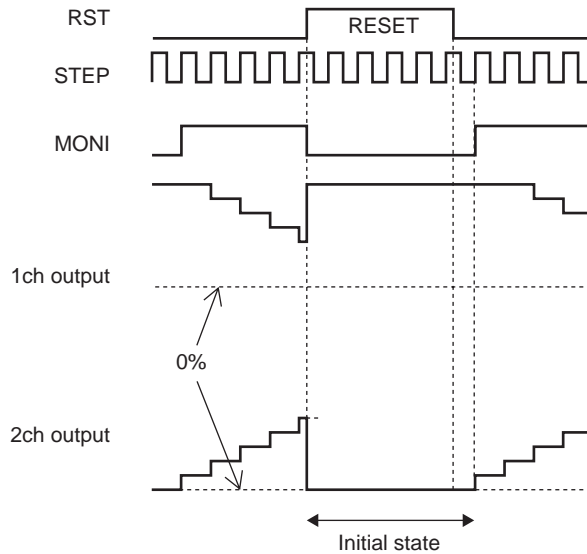 RST
RESET
STEP
MONI
1ch output
0%
2ch output
Initial state